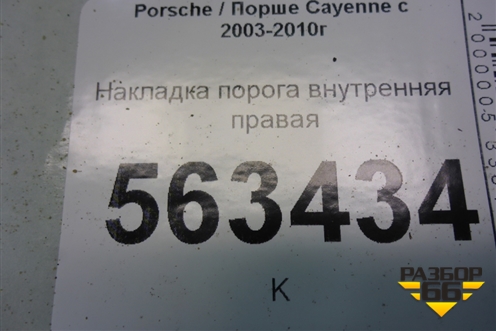 Porsche / Порше Cayenne с
2003-2010г
Накладка порога внутренняя
правая
563434
К
РАЗБОР
66